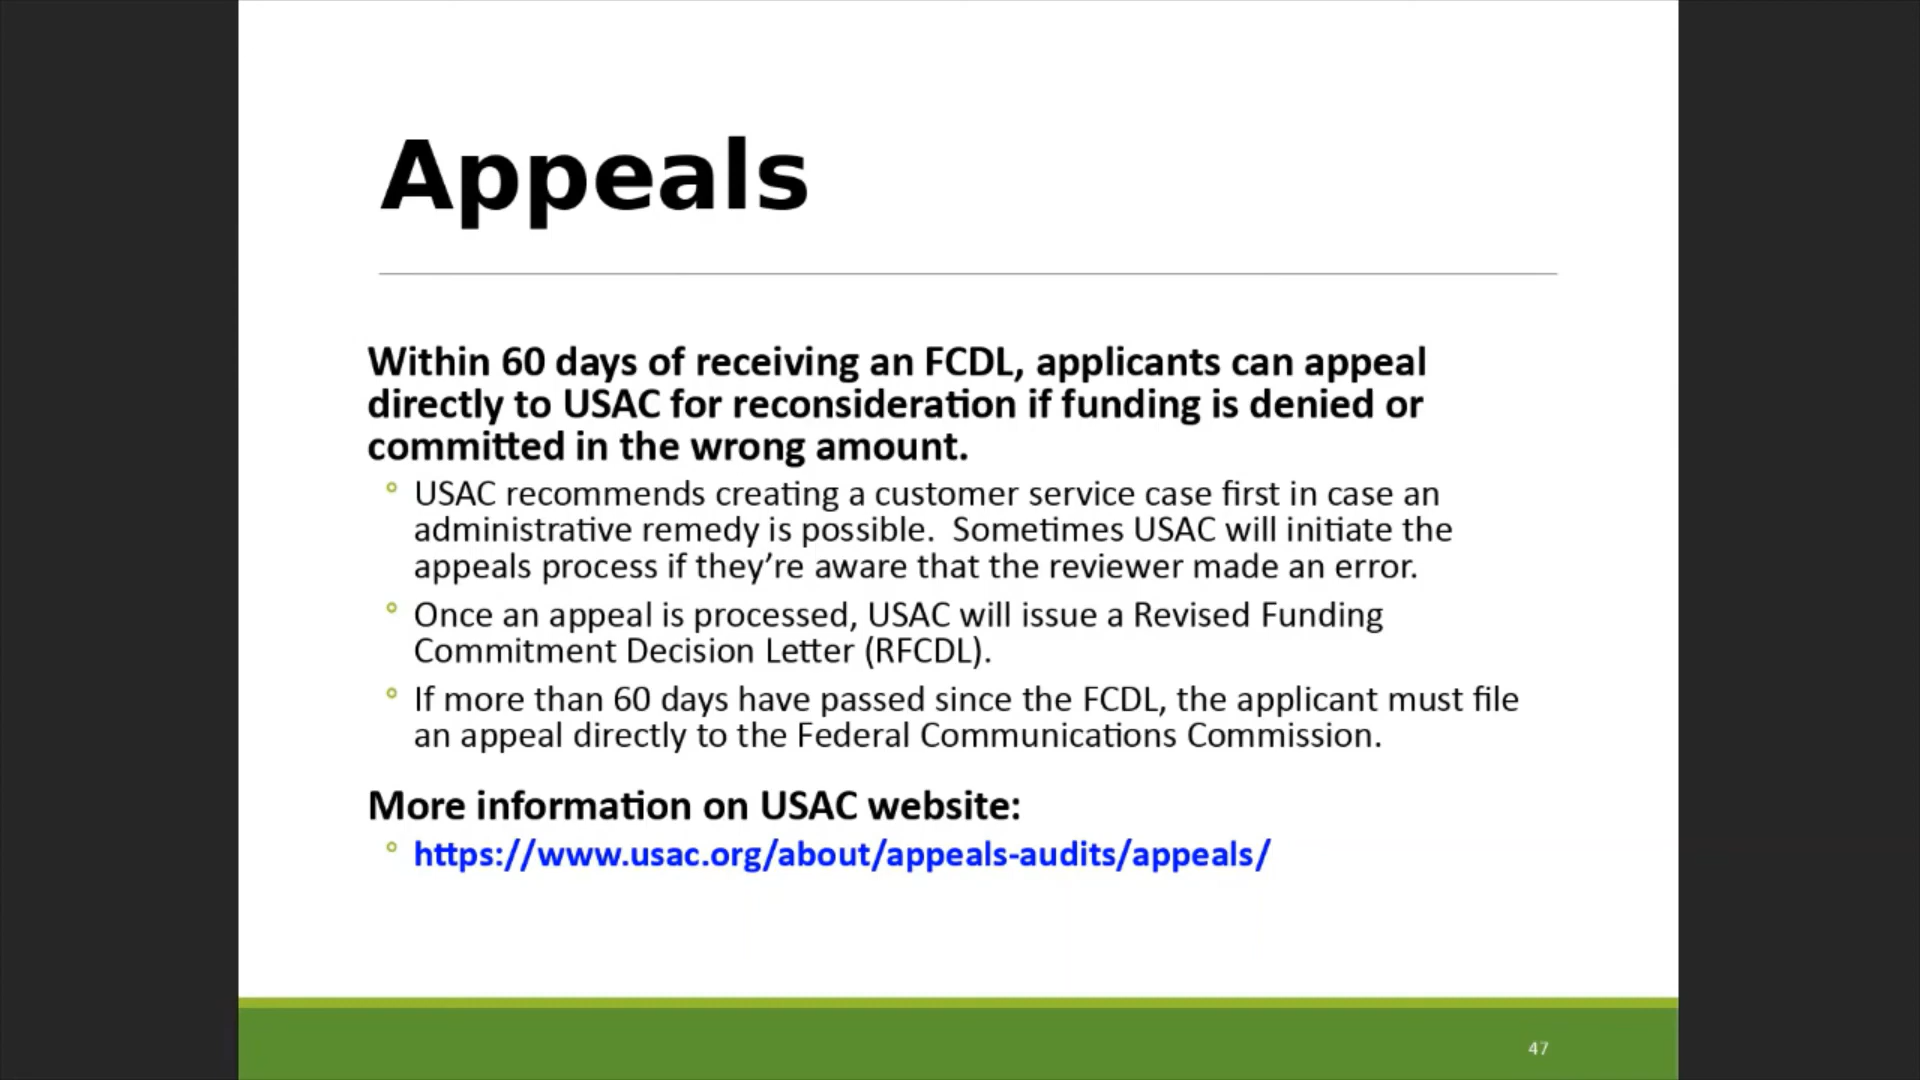 Appeals
Within 60 days of receiving an FCDL, applicants can appeal
directly to USAC for reconsideration if funding is denied or
committed in the wrong amount.
° USAC recommends creating a customer service case first in case an
administrative remedy is possible.  Sometimes USAC will initiate the
appeals process if they’re aware that the reviewer made an error.
° Once an appeal is processed, USAC will issue a Revised Funding
Commitment Decision Letter (RFCDL).
° If more than 60 days have passed since the FCDL, the applicant must file
an appeal directly to the Federal Communications Commission.
More information on USAC website:
° https://www.usac.org/about/appeals-audits/appeals/
47